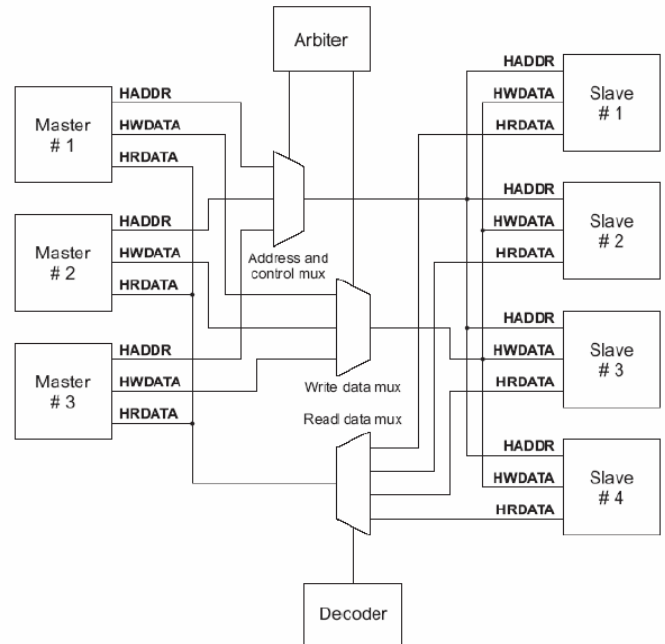 Arbiter
Master
# 1
HADDR
HWDATA
HRDATA
Master
# 2
HADDR
HWDATA
HRDATA
Master
# 3
HADDR
HWDATA
HRDATA
Address and
control mux
Write data mux
Read data mux
HADDR
HWDATA
HRDATA
Slave
# 1
HADDR
HWDATA
HRDATA
Slave
# 2
HADDR
HWDATA
HRDATA
Slave
# 3
HADDR
HWDATA
HRDATA
Slave
# 4
Decoder